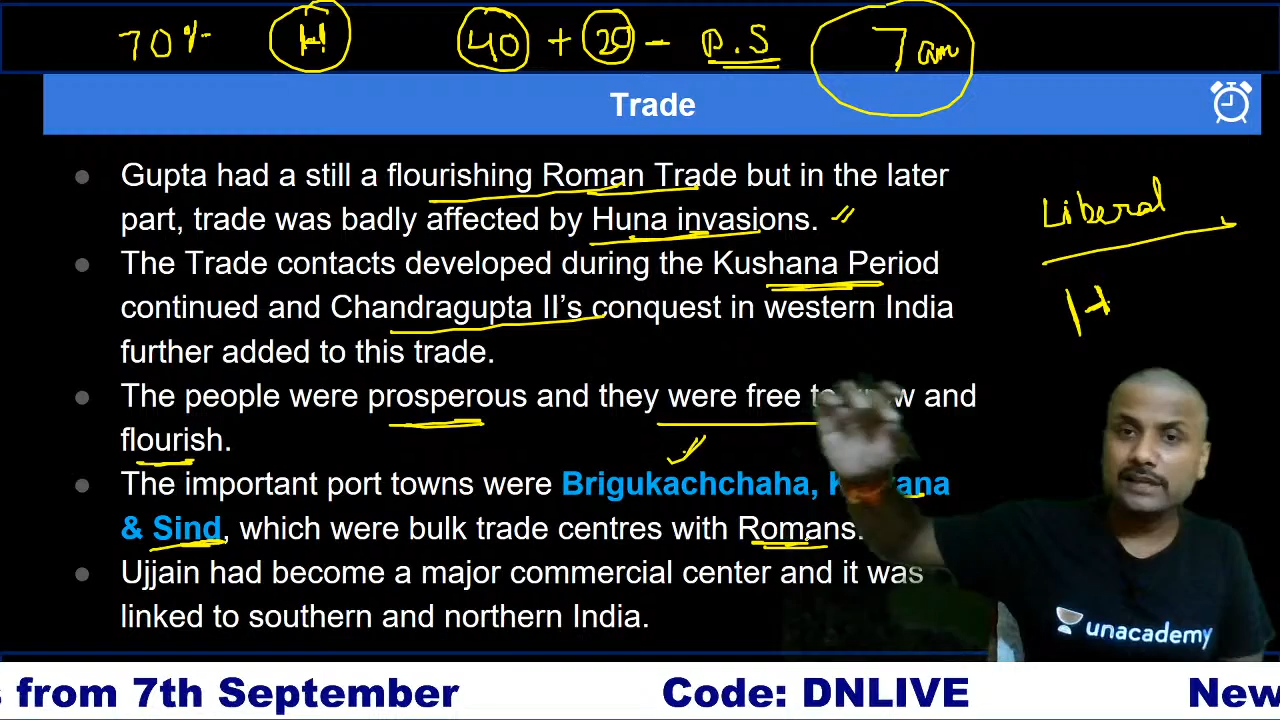 70% H 40 + 20 - P.S 7 am
Trade
Gupta had a still a flourishing Roman Trade but in the later
part, trade was badly affected by Huna invasions.
Liberal
The Trade contacts developed during the Kushana Period
continued and Chandragupta II's conquest in western India
H
further added to this trade.
The people were prosperous and they were free and
flourish.
The important port towns were Brigukachchaha,
& Sind, which were bulk trade centres with Romans.
Ujjain had become a major commercial center and it was
linked to southern and northern India.
unacademy
from 7th September Code: DNLIVE New